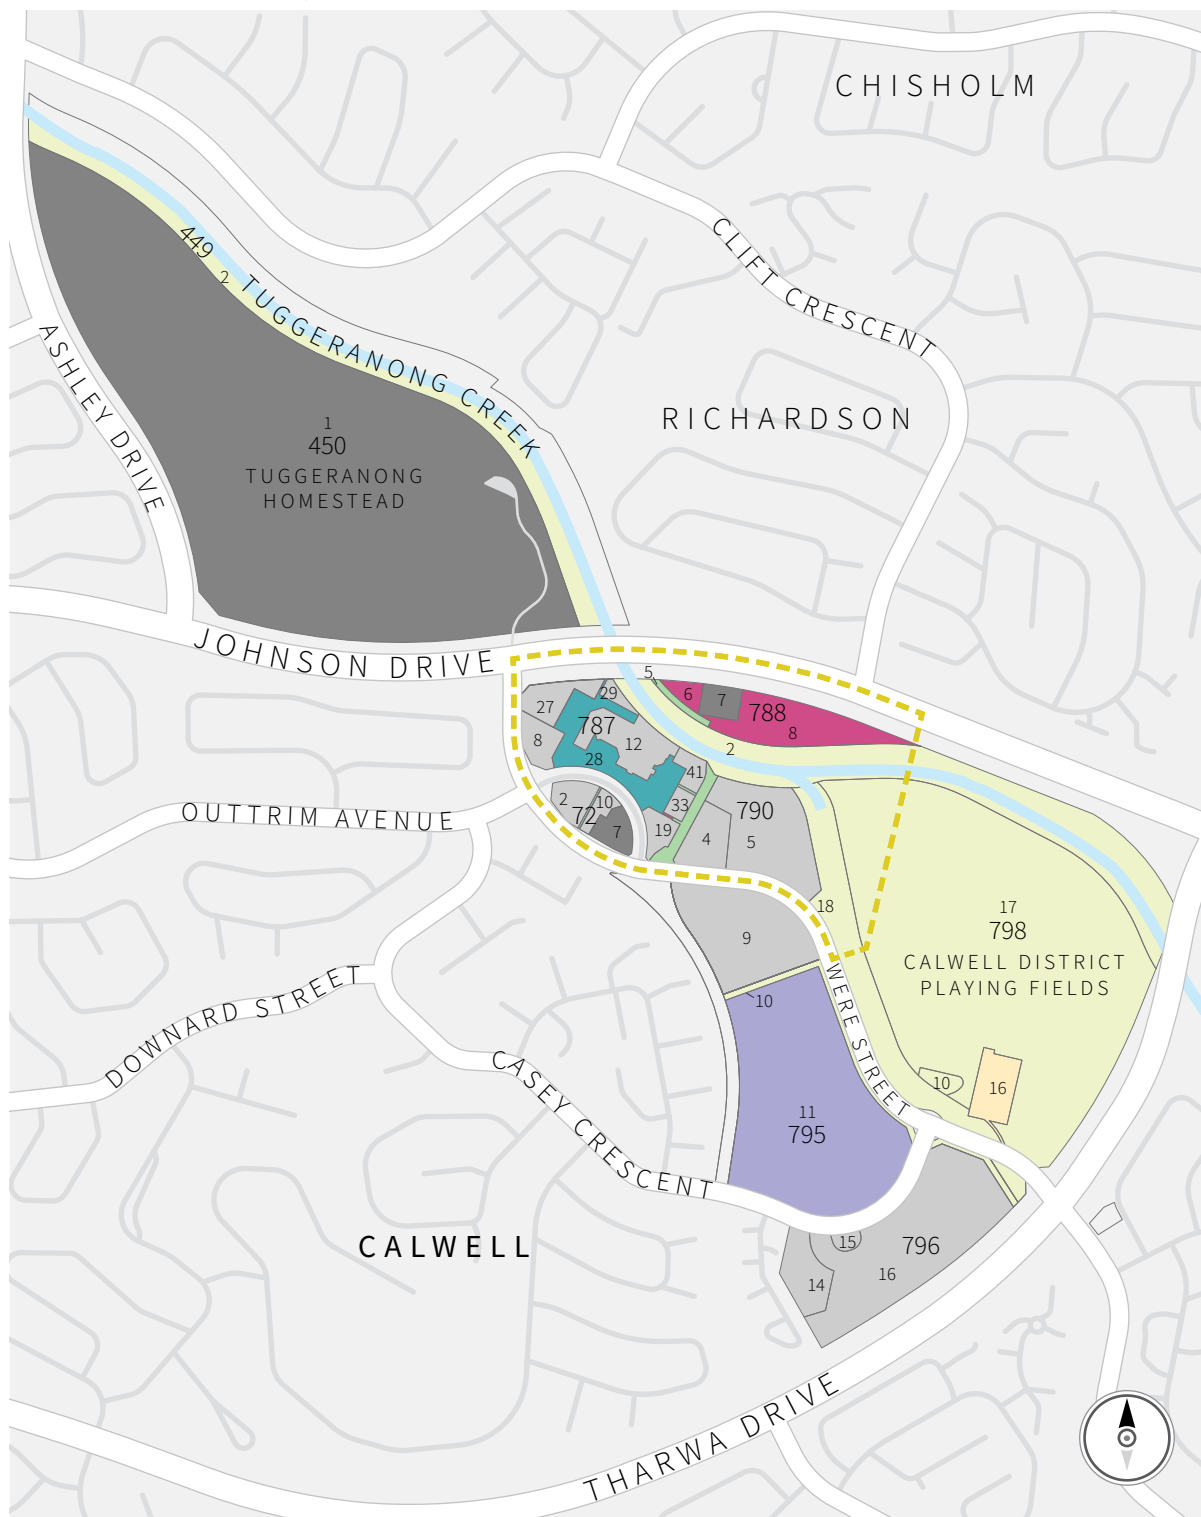 CHISHOLM
CLIFT CRESCENT
449
2
TUGGERANONG CREEK
ASHLEY DRIVE
RICHARDSON
1
450
TUGGERANONG
HOMESTEAD
JOHNSON DRIVE
5
29
6
7
788
8
27
787
8
12
2
28
41
2
10
33
790
72
7
19
4
5
OUTTRIM AVENUE
18
17
798
CALWELL DISTRICT
PLAYING FIELDS
9
10
WERE STREET
DOWNARD STREET
CASEY CRESCENT
10
16
11
795
CALWELL
15
796
14
16
THARWA DRIVE